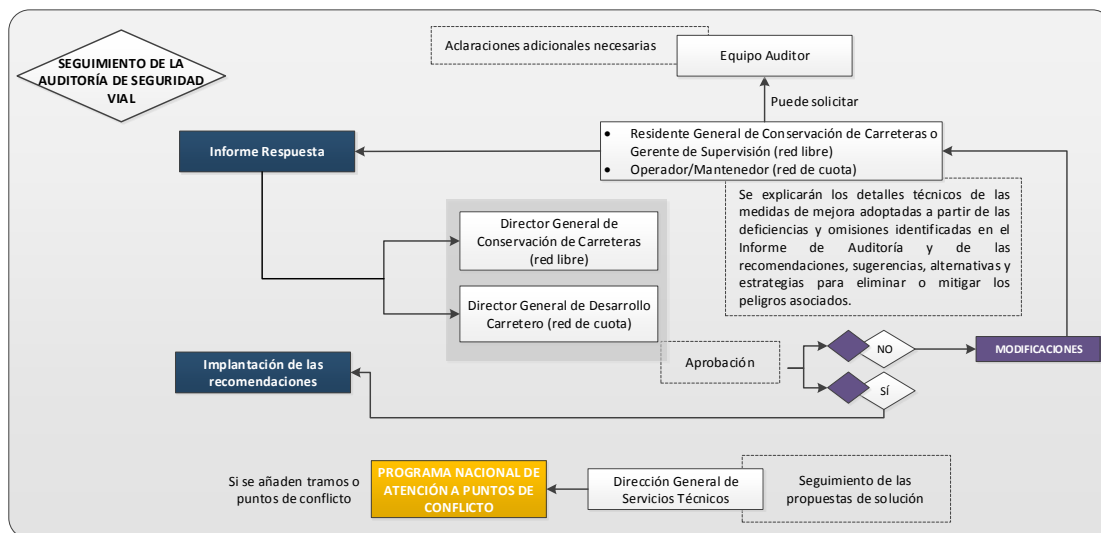 SEGUIMIENTO DE LA
AUDITORÍA DE SEGURIDAD
VIAL
Aclaraciones adicionales necesarias
Equipo Auditor
Puede solicitar
Informe Respuesta
• Residente General de Conservación de Carreteras o
Gerente de Supervisión (red libre)
• Operador/Mantenedor (red de cuota)
Se explicarán los detalles técnicos de las
medidas de mejora adoptadas a partir de las
deficiencias y omisiones identificadas en el
Informe de Auditoría y de las
recomendaciones, sugerencias, alternativas y
estrategias para eliminar o mitigar los
peligros asociados.
Director General de
Conservación de Carreteras
(red libre)
Director General de Desarrollo
Carretero (red de cuota)
Aprobación
NO
MODIFICACIONES
SÍ
Implantación de las
recomendaciones
Si se añaden tramos o
puntos de conflicto
PROGRAMA NACIONAL DE
ATENCIÓN A PUNTOS DE
CONFLICTO
Dirección General de
Servicios Técnicos
Seguimiento de las
propuestas de solución